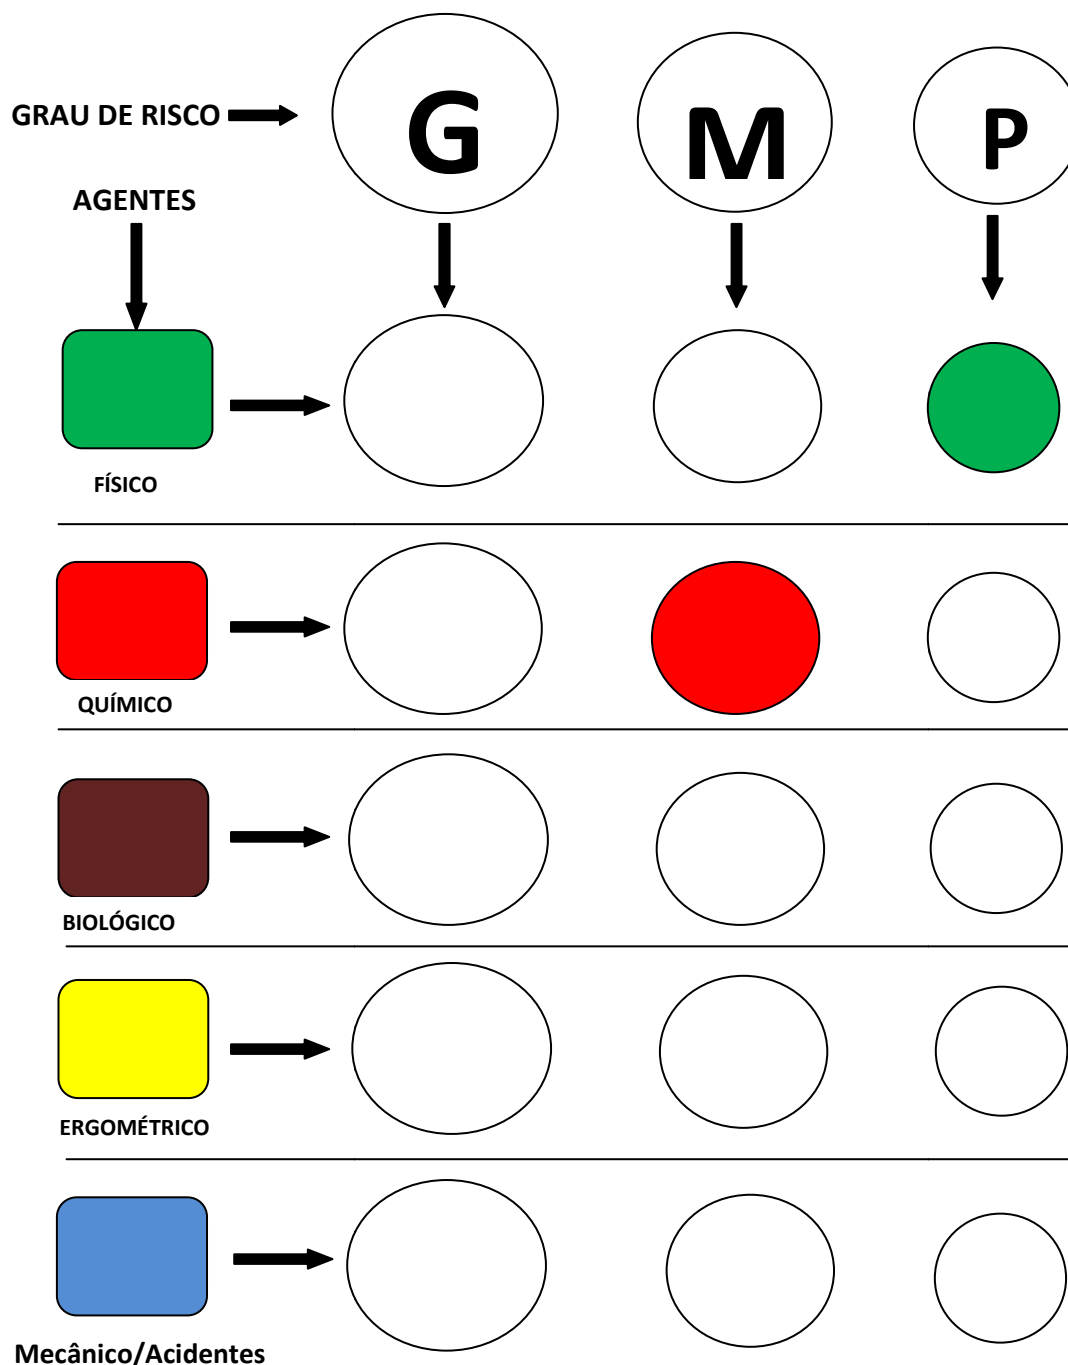 GRAU DE RISCO
G
M
P
AGENTES
FÍSICO
QUÍMICO
BIOLÓGICO
ERGOMÉTRICO
Mecânico/Acidentes